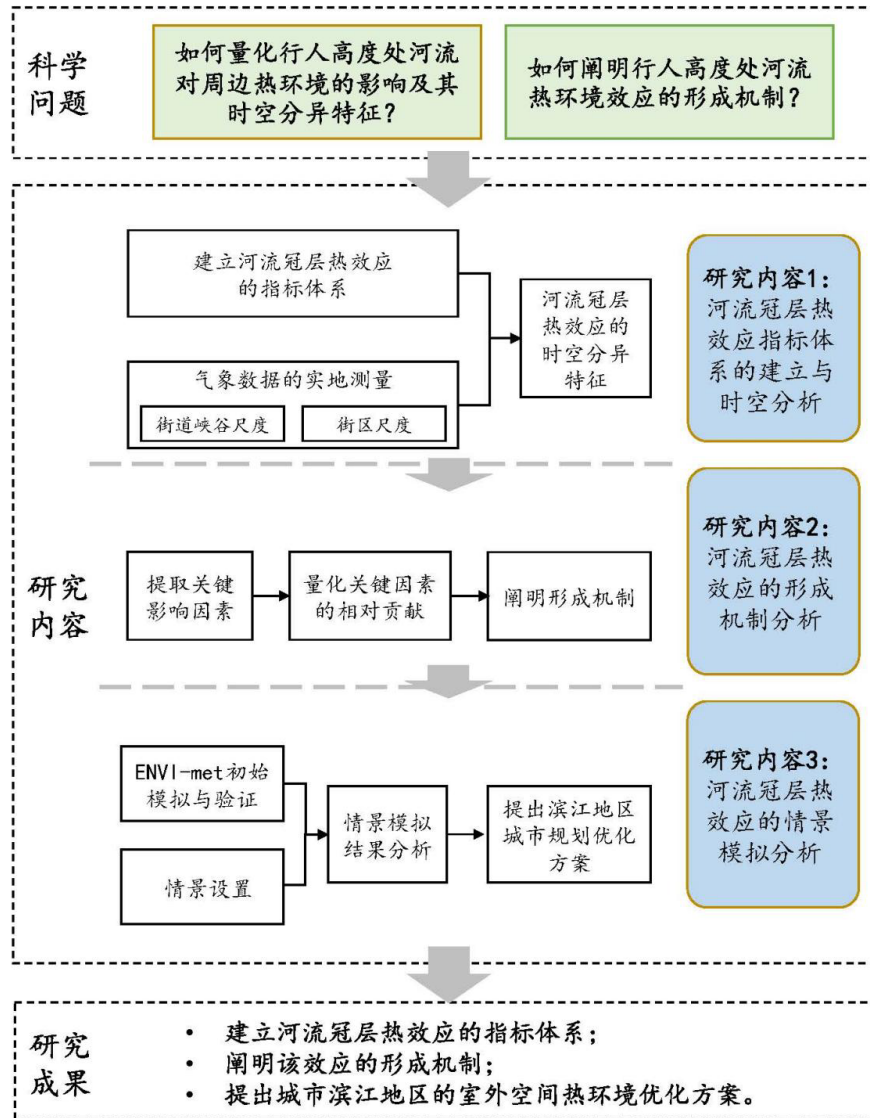 科学
问题
如何量化行人高度处河流
对周边热环境的影响及其
时空分异特征？
如何阐明行人高度处河流
热环境效应的形成机制？
研究
内容
建立河流冠层热效应
的指标体系
气象数据的实地测量
街道峡谷尺度
街区尺度
河流冠层
热效应的
时空分异
特征
研究内容1：
河流冠层热
效应指标体
系的建立与
时空分析
提取关键
影响因素
量化关键因素
的相对贡献
阐明形成机制
研究内容2：
河流冠层热
效应的形成
机制分析
ENVI-met初始
模拟与验证
情景设置
情景模拟
结果分析
提出滨江地区
城市规划优化
方案
研究内容3：
河流冠层热
效应的情景
模拟分析
研究
成果
• 建立河流冠层热效应的指标体系；
• 阐明该效应的形成机制；
• 提出城市滨江地区的室外空间热环境优化方案。